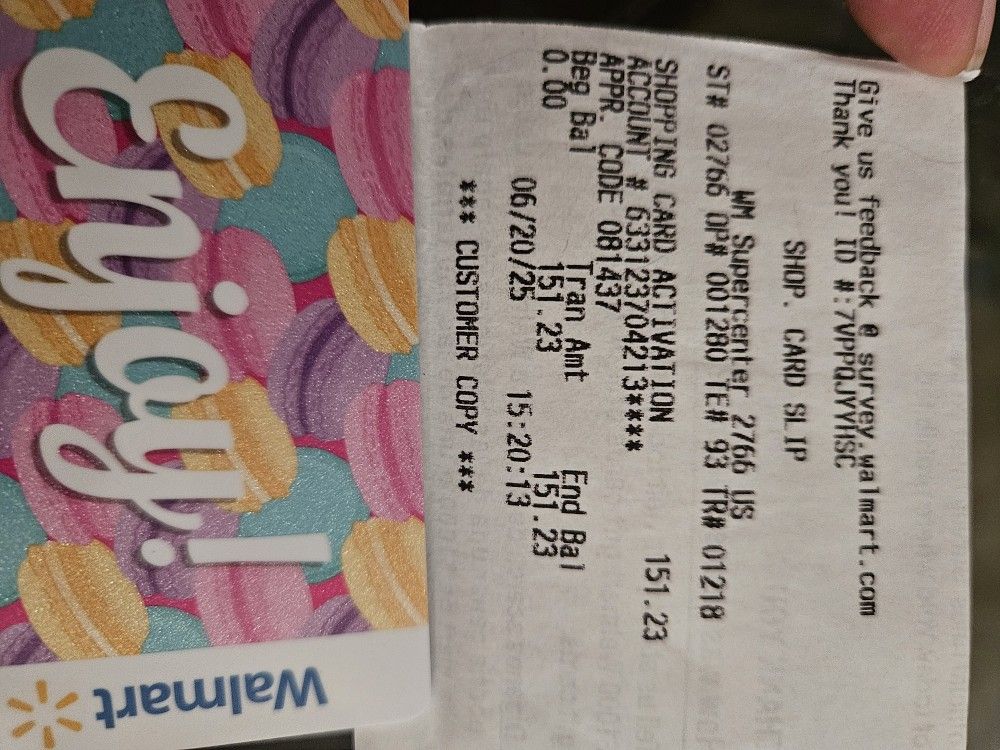 Give us feedback @ survey.walmart.com
Thank you! ID #:7VPPQJYYHSC
SHOP. CARD SLIP
WM Supercenter 2766 US
ST# 02766 OP# 001280 TE# 93 TR# 01218
SHOPPING CARD ACTIVATION 151.23
ACCOUNT # 633123704213****
APPR. CODE 081437
Beg Bal Tran Amt End Bal
0.00 151.23 151.23
06/20/25 15:20:13
*** CUSTOMER COPY ***
Enjoy!
Walmart